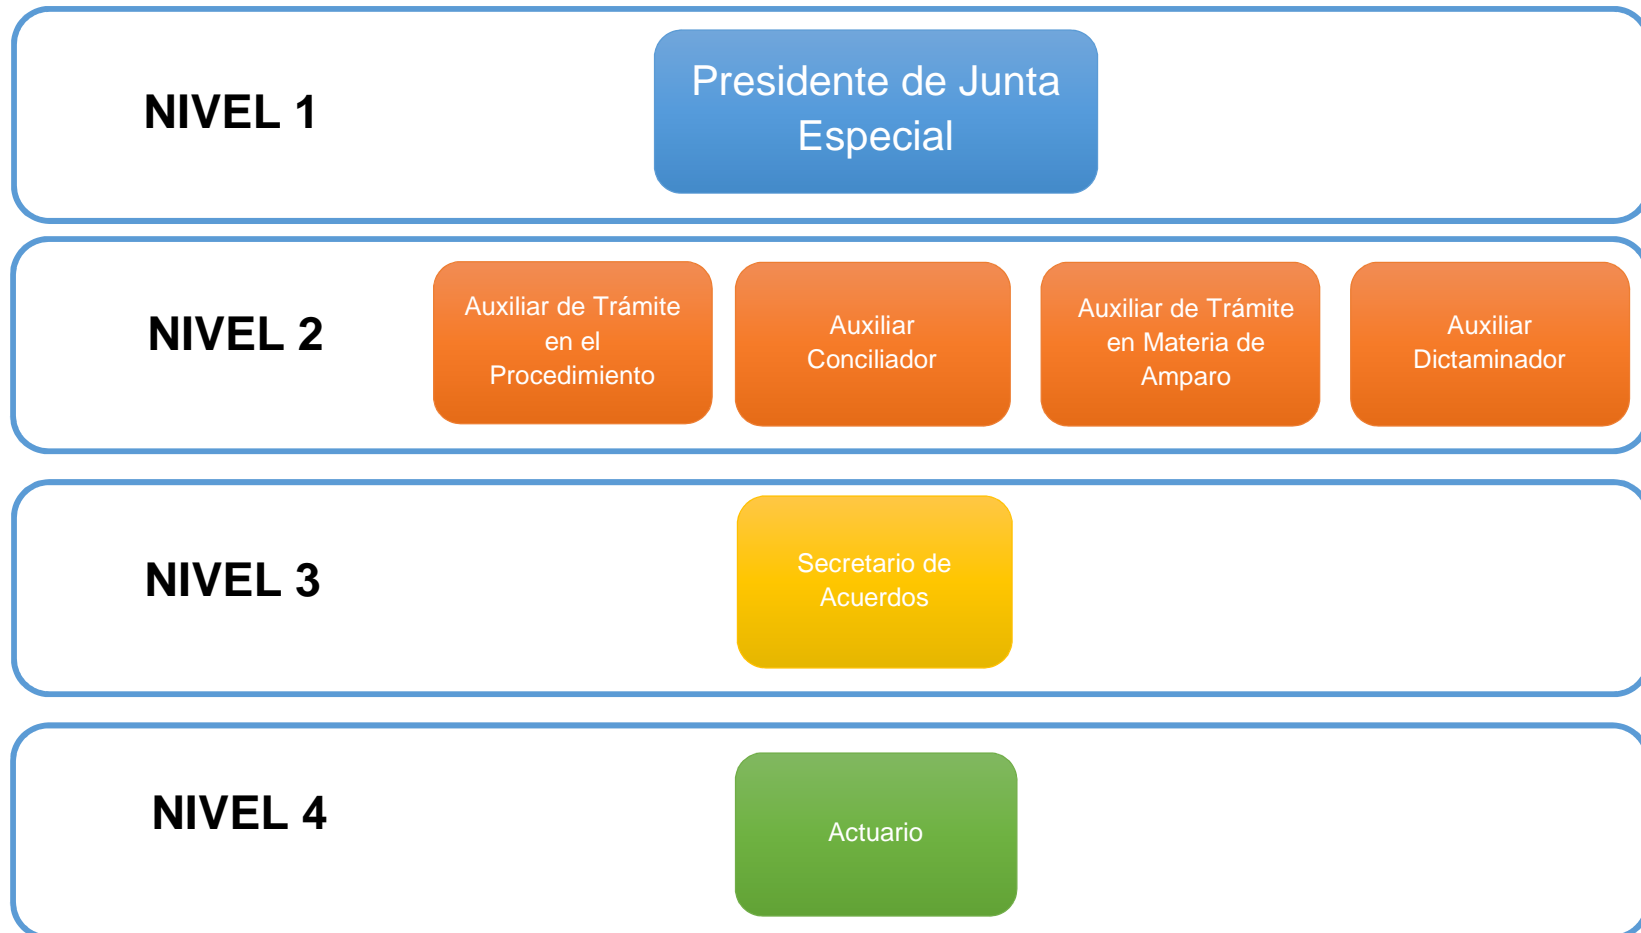 NIVEL 1
Presidente de Junta
Especial
NIVEL 2
Auxiliar de Trámite
en el
Procedimiento
Auxiliar
Conciliador
Auxiliar de Trámite
en Materia de
Amparo
Auxiliar
Dictaminador
NIVEL 3
Secretario de
Acuerdos
NIVEL 4
Actuario